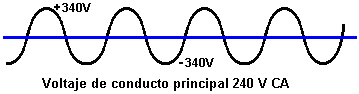 +340V
-340V
Voltaje de conducto principal 240 V CA